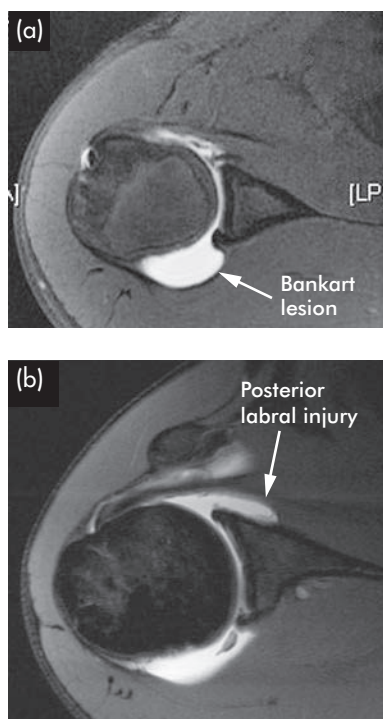 (a)
[LP
Bankart
lesion
(b)
Posterior
labral injury